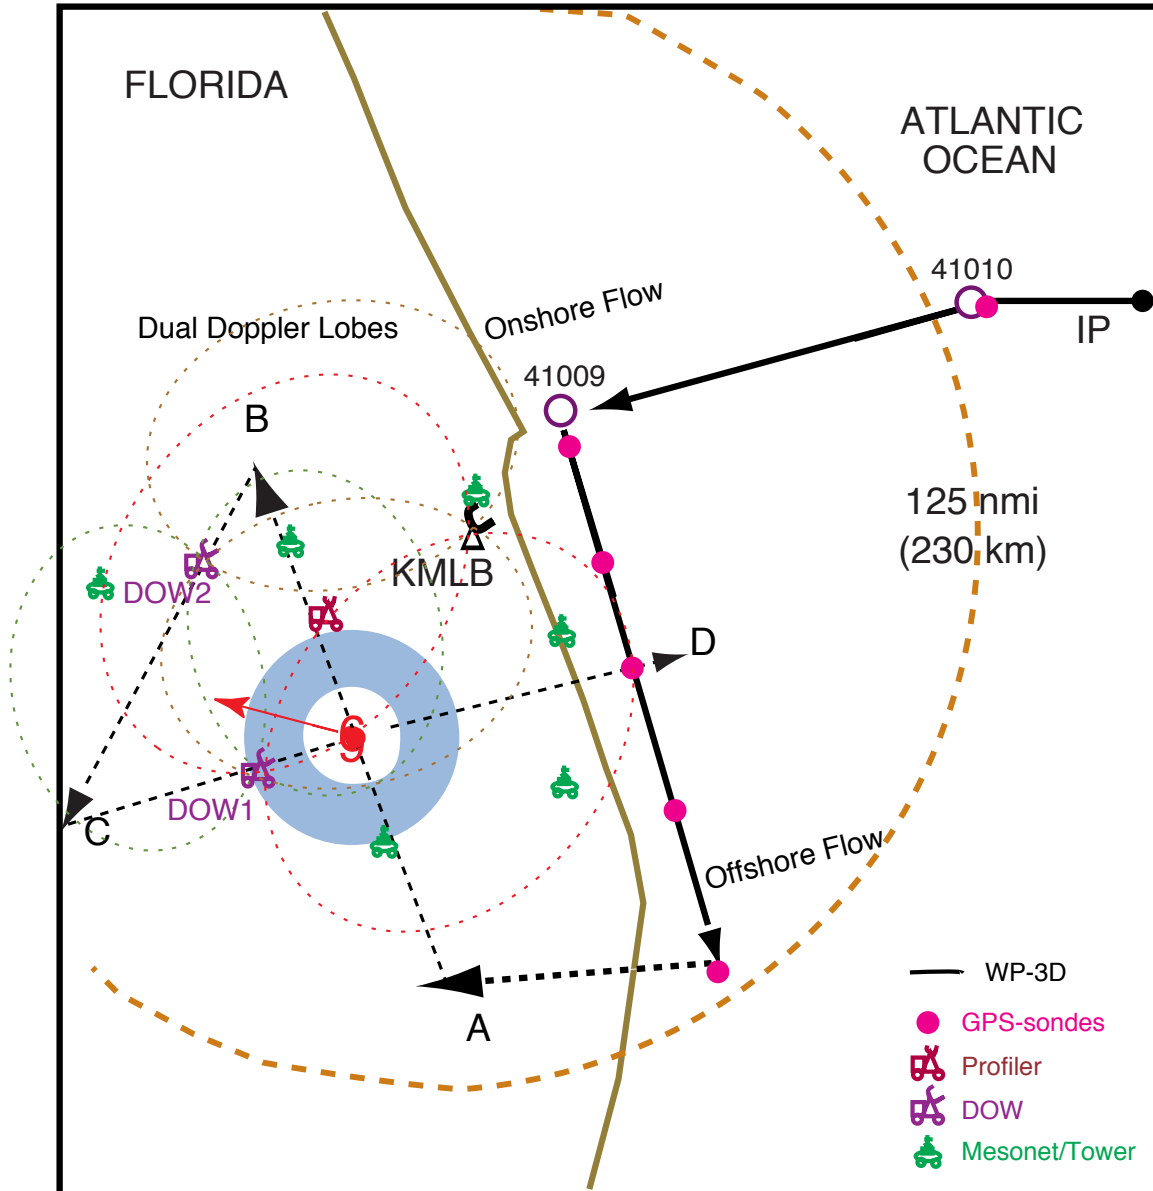 FLORIDA
ATLANTIC
OCEAN
41010
IP
Onshore Flow
Dual Doppler Lobes
41009
B
125 nmi
(230 km)
KMLB
DOW2
D
DOW1
C
Offshore Flow
A
WP-3D
GPS-sondes
Profiler
DOW
Mesonet/Tower